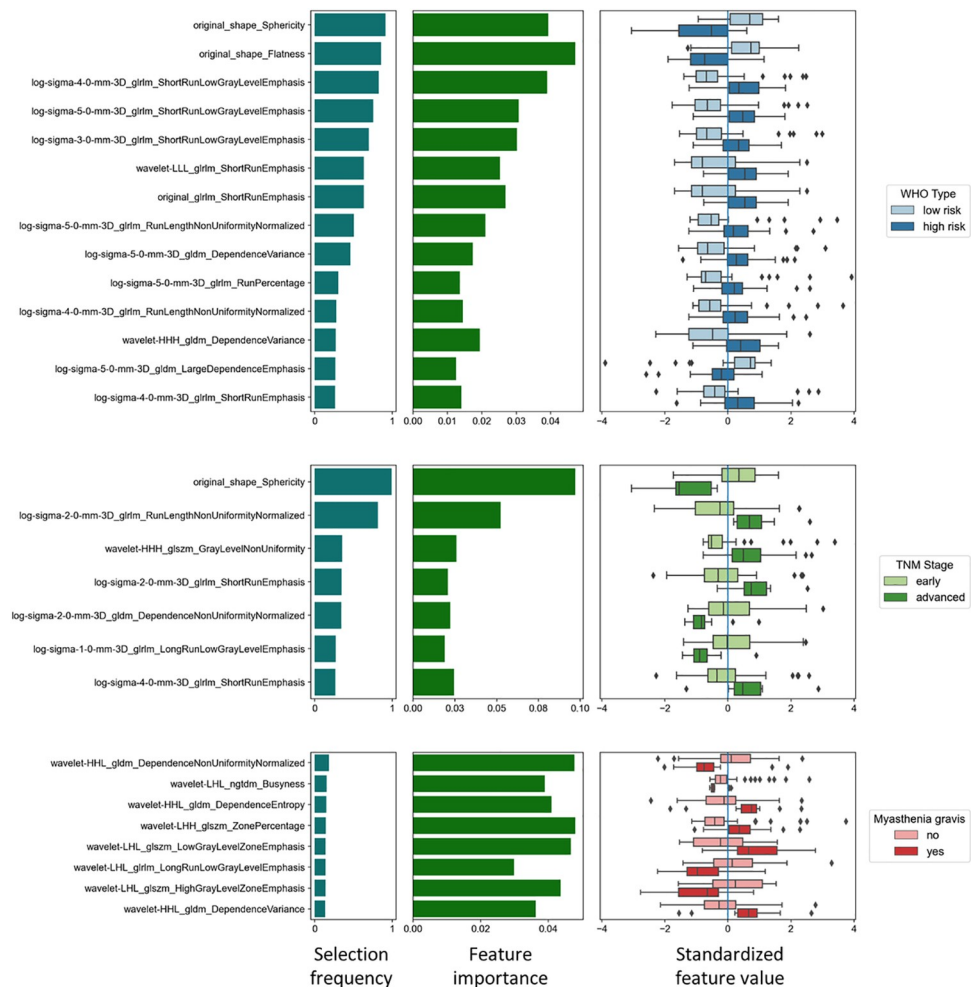 original_shape_Sphericity
original_shape_Flatness
log-sigma-4-0-mm-3D_glrlm_ShortRunLowGrayLevelEmphasis
log-sigma-5-0-mm-3D_glrlm_ShortRunLowGrayLevelEmphasis
log-sigma-3-0-mm-3D_glrlm_ShortRunLowGrayLevelEmphasis
wavelet-LLL_glrlm_ShortRunEmphasis
original_glrlm_ShortRunEmphasis
log-sigma-5-0-mm-3D_glrlm_RunLengthNonUniformityNormalized
log-sigma-5-0-mm-3D_gldm_DependenceVariance
log-sigma-5-0-mm-3D_glrlm_RunPercentage
log-sigma-4-0-mm-3D_glrlm_RunLengthNonUniformityNormalized
wavelet-HHH_gldm_DependenceVariance
log-sigma-5-0-mm-3D_gldm_LargeDependenceEmphasis
log-sigma-4-0-mm-3D_glrlm_ShortRunEmphasis
0 1
0.00 0.01 0.02 0.03 0.04
−4 −2 0 2 4
WHO Type
low risk
high risk
original_shape_Sphericity
log-sigma-2-0-mm-3D_glrlm_RunLengthNonUniformityNormalized
wavelet-HHH_glszm_GrayLevelNonUniformity
log-sigma-2-0-mm-3D_glrlm_ShortRunEmphasis
log-sigma-2-0-mm-3D_gldm_DependenceNonUniformityNormalized
log-sigma-1-0-mm-3D_glrlm_LongRunLowGrayLevelEmphasis
log-sigma-4-0-mm-3D_glrlm_ShortRunEmphasis
0 1
0.00 0.03 0.05 0.08 0.10
−4 −2 0 2 4
TNM Stage
early
advanced
wavelet-HHL_gldm_DependenceNonUniformityNormalized
wavelet-LHL_ngtdm_Busyness
wavelet-HHL_gldm_DependenceEntropy
wavelet-LHH_glszm_ZonePercentage
wavelet-LHL_glszm_LowGrayLevelZoneEmphasis
wavelet-LHL_glrlm_LongRunLowGrayLevelEmphasis
wavelet-LHL_glszm_HighGrayLevelZoneEmphasis
wavelet-HHL_gldm_DependenceVariance
0 1
0.00 0.02 0.04
−4 −2 0 2 4
Myasthenia gravis
no
yes
Selection
frequency
Feature
importance
Standardized
feature value